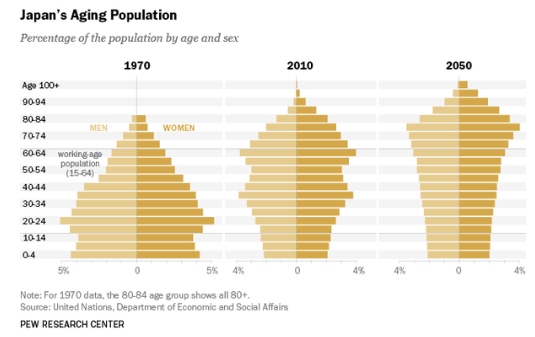 Japan's Aging Population
Percentage of the population by age and sex
1970
2010
2050
Age 100+
90-94
80-84
MEN
WOMEN
70-74
60-64
working age
population
(15-64)
50-54
40-44
30-34
20-24
10-14
0-4
5% 0 5% 4% 0 4% 4% 0 4%
Note: For 1970 data, the 80-84 age group shows all 80+.
Source: United Nations, Department of Economic and Social Affairs
PEW RESEARCH CENTER